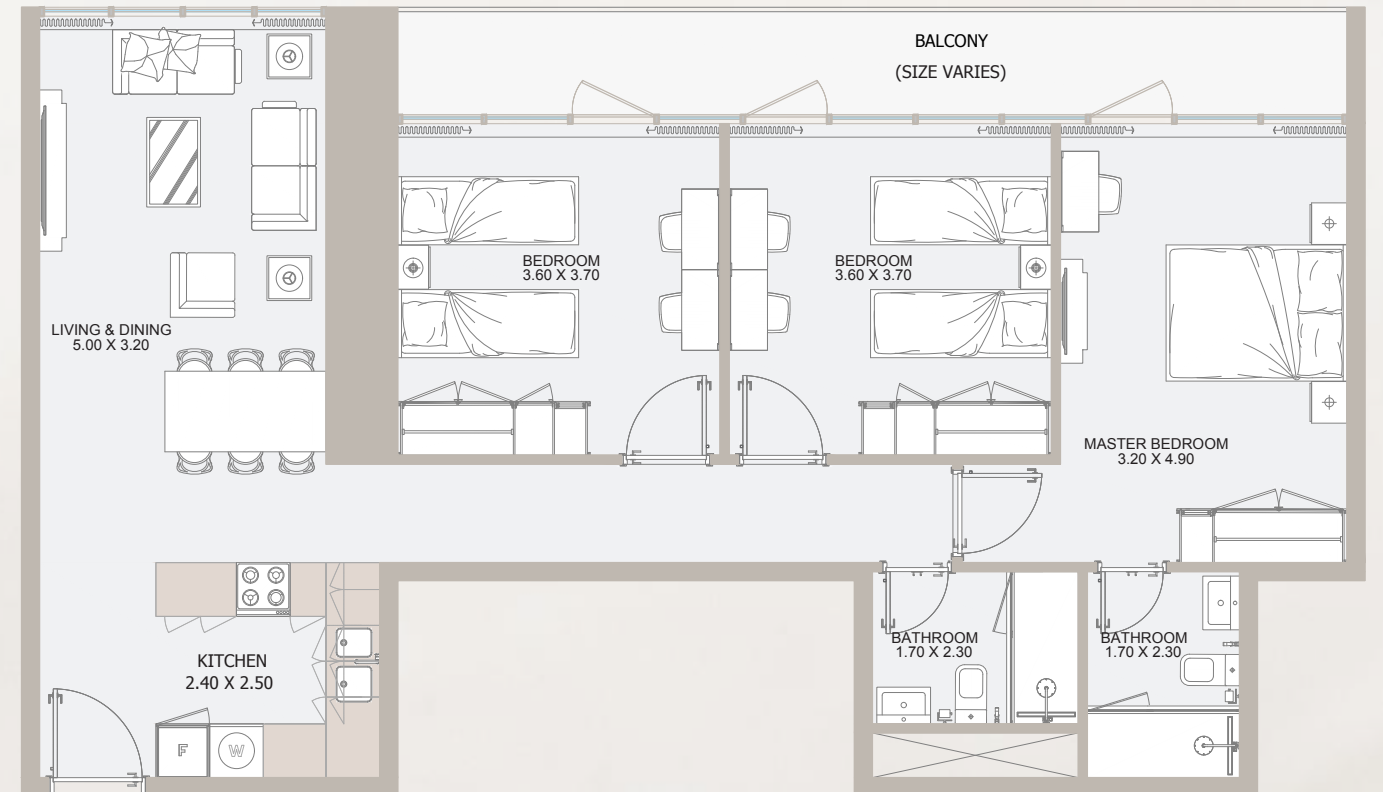 BALCONY
(SIZE VARIES)
BEDROOM
3.60 X 3.70
BEDROOM
3.60 X 3.70
LIVING & DINING
5.00 X 3.20
MASTER BEDROOM
3.20 X 4.90
KITCHEN
2.40 X 2.50
BATHROOM
1.70 X 2.30
BATHROOM
1.70 X 2.30
F
W